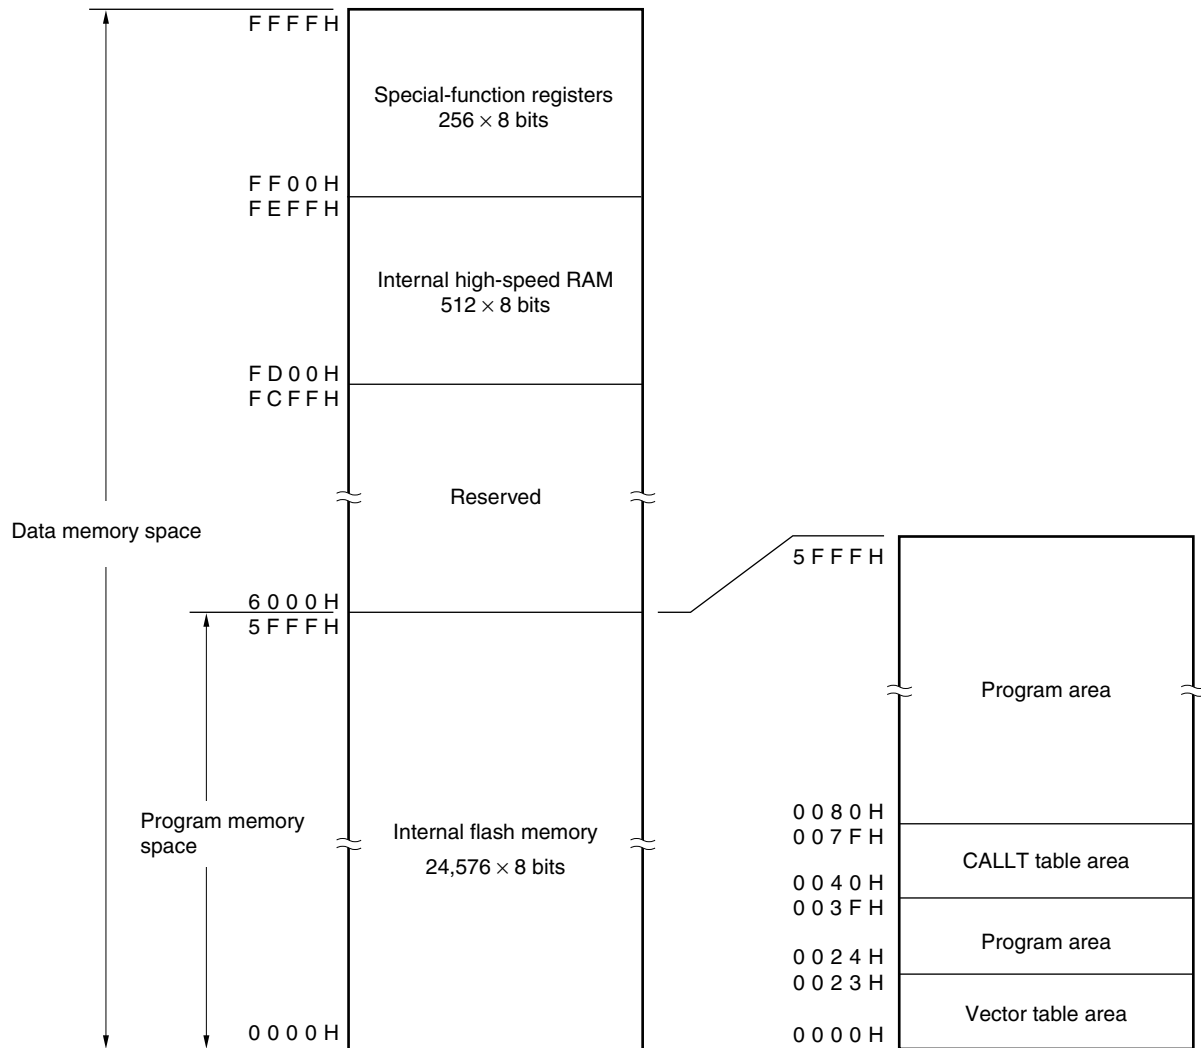 FFFFH
Special-function registers
256 × 8 bits
FF00H
FEFFH
Internal high-speed RAM
512 × 8 bits
FD00H
FCFFH
Reserved
Data memory space
6000H
5FFFH
Program memory
space
Internal flash memory
24,576 × 8 bits
0000H
5FFFH
Program area
0080H
007FH
CALLT table area
0040H
003FH
Program area
0024H
0023H
Vector table area
0000H